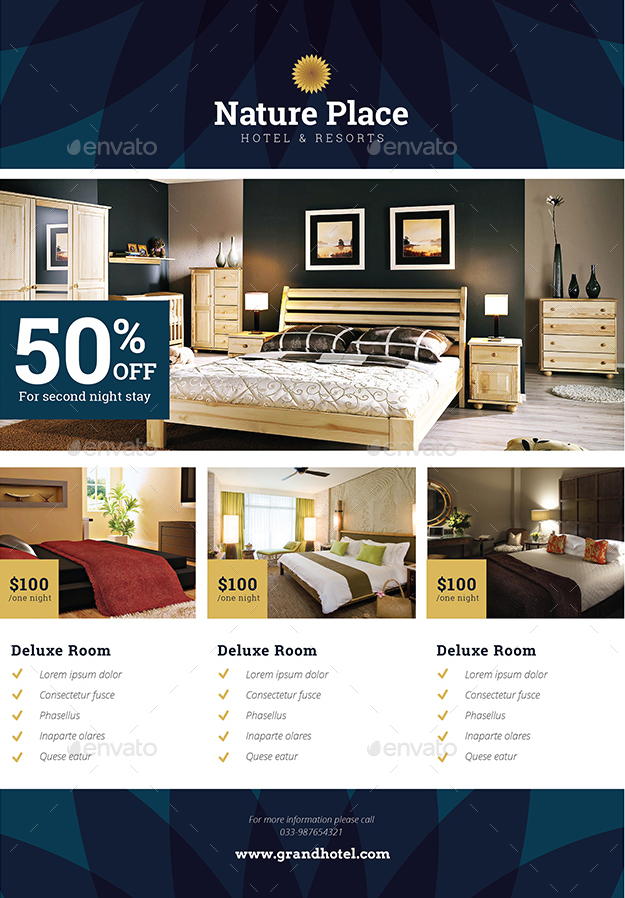 Nature Place
HOTEL & RESORTS
envato envato
50% OFF
For second night stay
envato envato
$100
/one night
$100
/one night
$100
/one night
Deluxe Room
Lorem ipsum dolor
Consectetur fusce
Phasellus
Inaparte olares
Quese eatur
Deluxe Room
Lorem ipsum dolor
Consectetur fusce
Phasellus
Inaparte olares
Quese eatur
Deluxe Room
Lorem ipsum dolor
Consectetur fusce
Phasellus
Inaparte olares
Quese eatur
envato envato
For more information please call
033-987654321
www.grandhotel.com